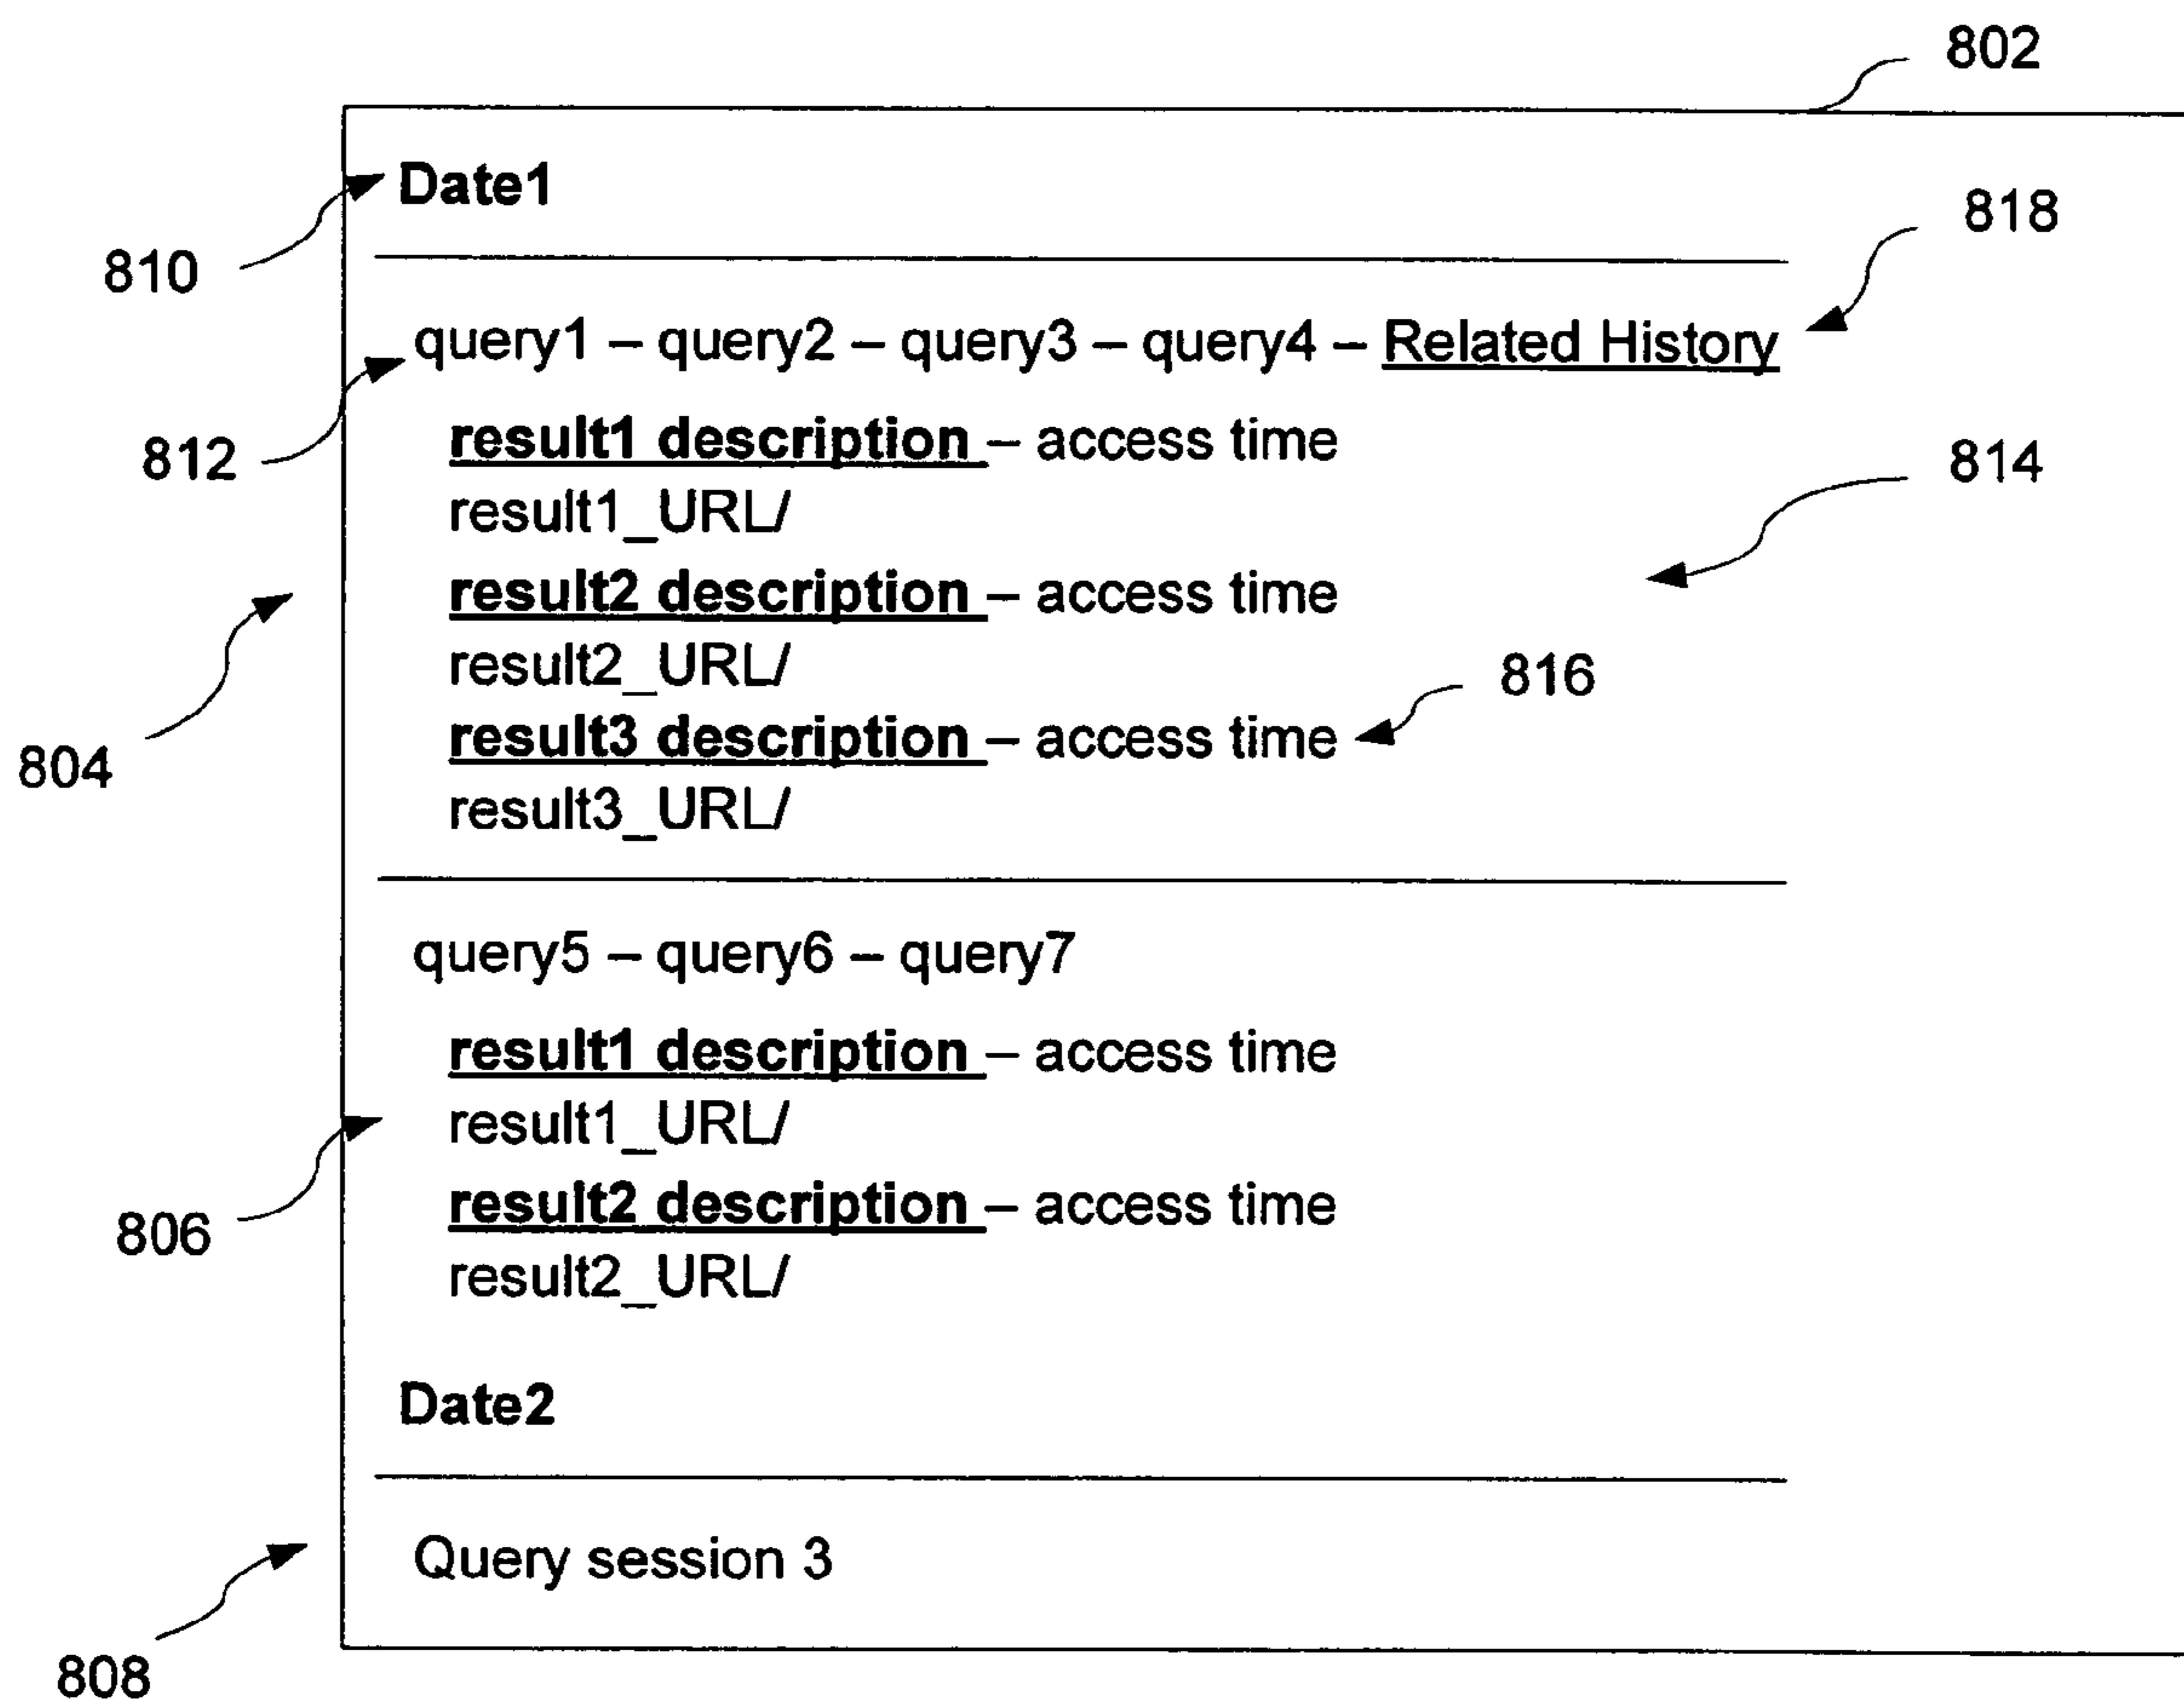 802
Date1
818
810
query1 – query2 – query3 – query4 – Related History
result1 description – access time
812
814
result1_URL/
result2 description – access time
result2_URL/
816
result3 description – access time
804
result3_URL/
query5 – query6 – query7
result1 description – access time
result1_URL/
result2 description – access time
806
result2_URL/
Date2
Query session 3
808